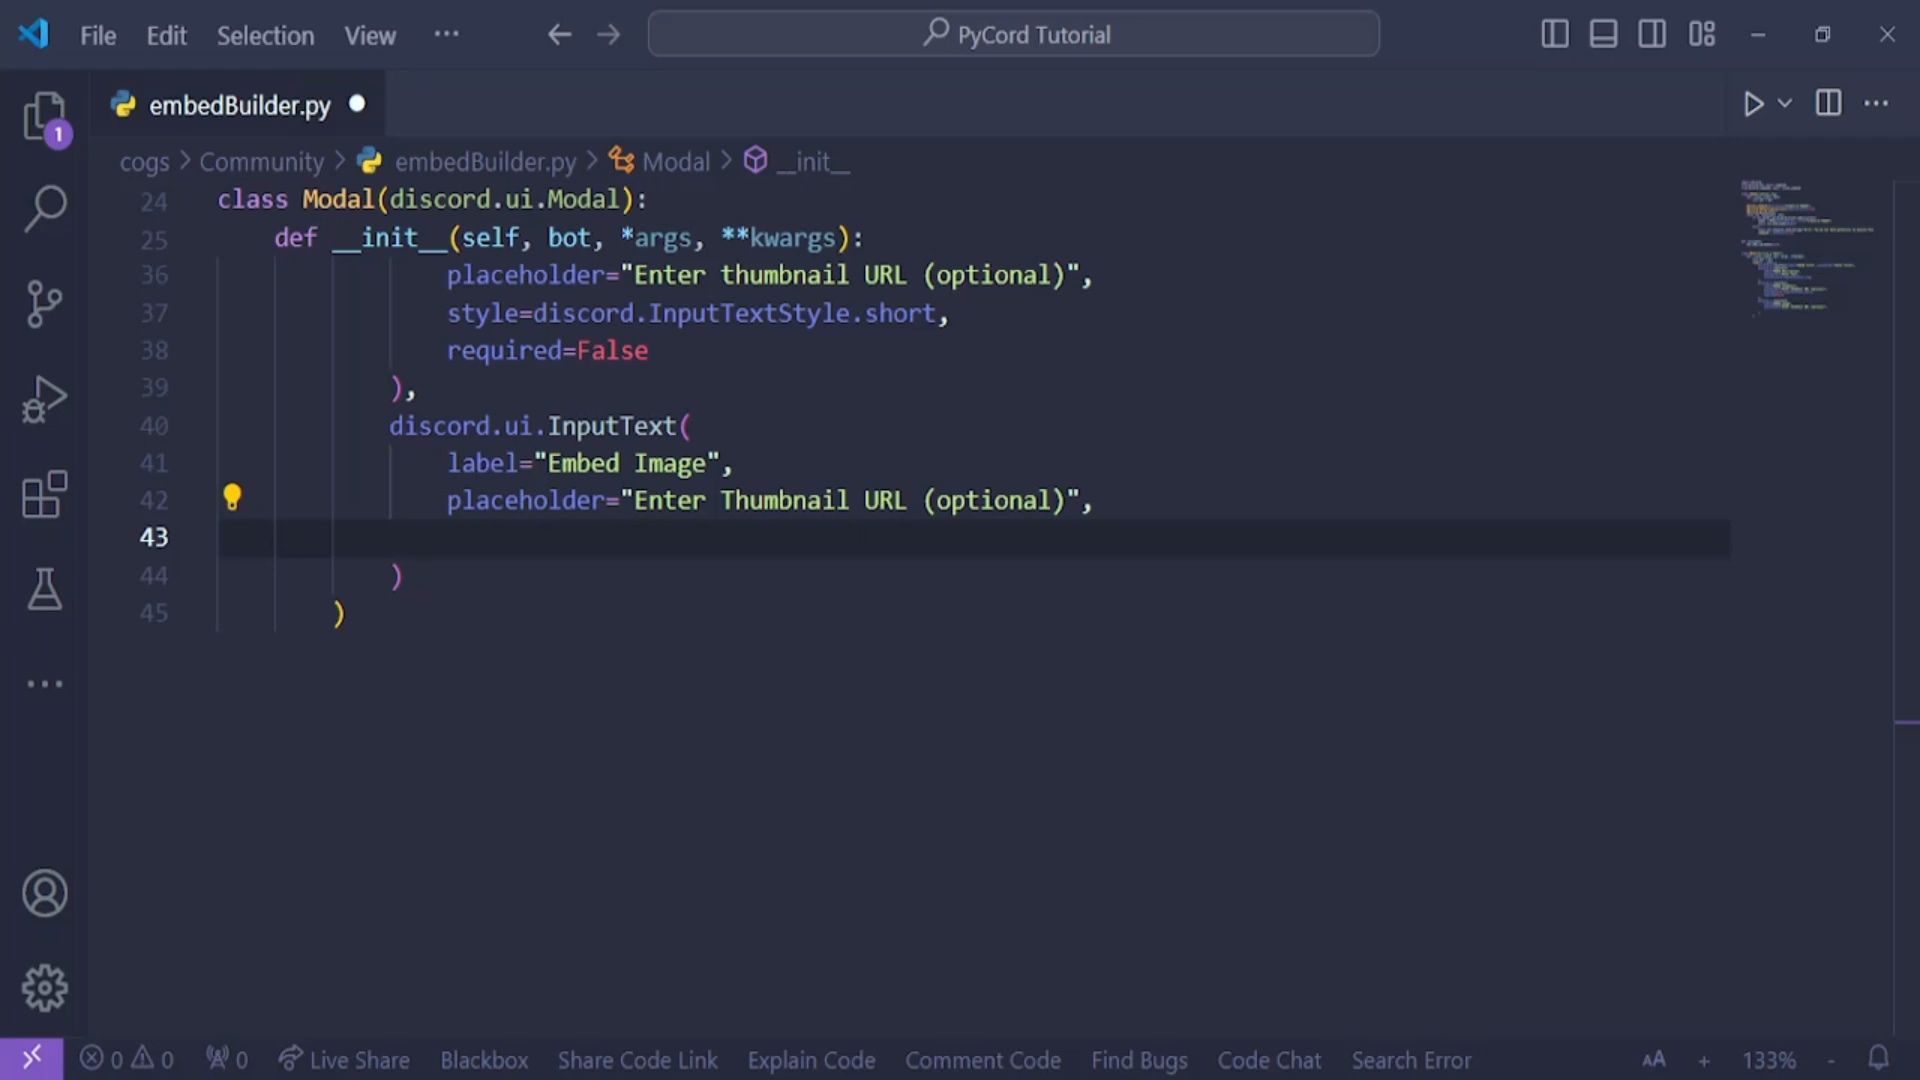 File Edit Selection View ··· PyCord Tutorial
embedBuilder.py
1
cogs > Community > embedBuilder.py > Modal > __init__
24 class Modal(discord.ui.Modal):
25 def __init__(self, bot, *args, **kwargs):
36 placeholder="Enter thumbnail URL (optional)",
37 style=discord.InputTextStyle.short,
38 required=False
39 ),
40 discord.ui.InputText(
41 label="Embed Image",
42 placeholder="Enter Thumbnail URL (optional)",
43
44 )
45 )
0 0 0 Live Share Blackbox Share Code Link Explain Code Comment Code Find Bugs Code Chat Search Error AA + 133% -